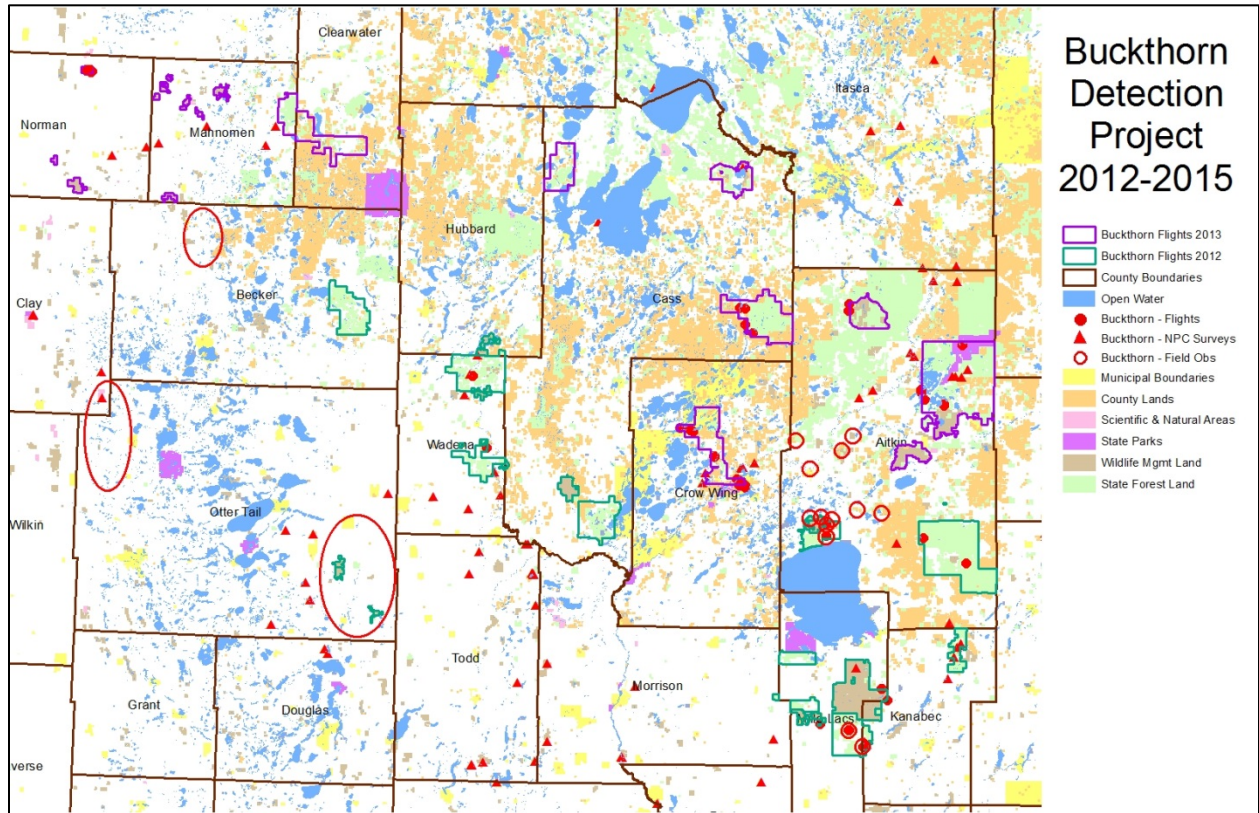 Buckthorn
Detection
Project
2012-2015
Buckthorn Flights 2013
Buckthorn Flights 2012
County Boundaries
Open Water
Buckthorn - Flights
Buckthorn - NPC Surveys
Buckthorn - Field Obs
Municipal Boundaries
County Lands
Scientific & Natural Areas
State Parks
Wildlife Mgmt Land
State Forest Land
Clearwater
Itasca
Norman
Mahnomen
Hubbard
Becker
Clay
Cass
Wadena
Aitkin
Crow Wing
Otter Tail
Wilkin
Todd
Morrison
Grant
Douglas
Lacs
Kanabec
verse